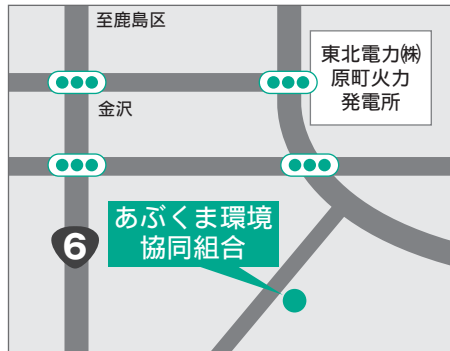 至鹿島区
東北電力㈱
原町火力
発電所
金沢
あぶくま環境
協同組合
6